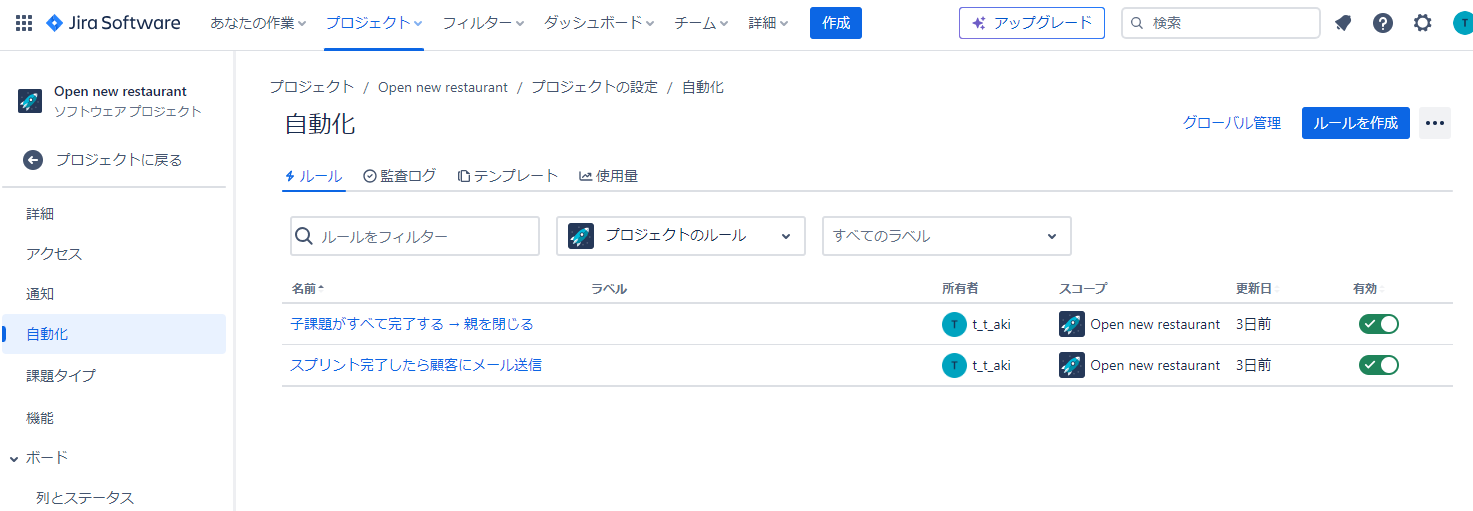 Jira Software あなたの作業 プロジェクト フィルター ダッシュボード チーム 詳細 作成 アップグレード 検索 T
Open new restaurant
ソフトウェア プロジェクト
プロジェクトに戻る
詳細
アクセス
通知
自動化
課題タイプ
機能
ボード
列とステータス
プロジェクト / Open new restaurant / プロジェクトの設定 / 自動化
自動化
グローバル管理 ルールを作成
ルール 監査ログ テンプレート 使用量
ルールをフィルター プロジェクトのルール すべてのラベル
名前 ラベル 所有者 スコープ 更新日 有効
子課題がすべて完了する → 親を閉じる T t_t_aki Open new restaurant 3日前
スプリント完了したら顧客にメール送信 T t_t_aki Open new restaurant 3日前